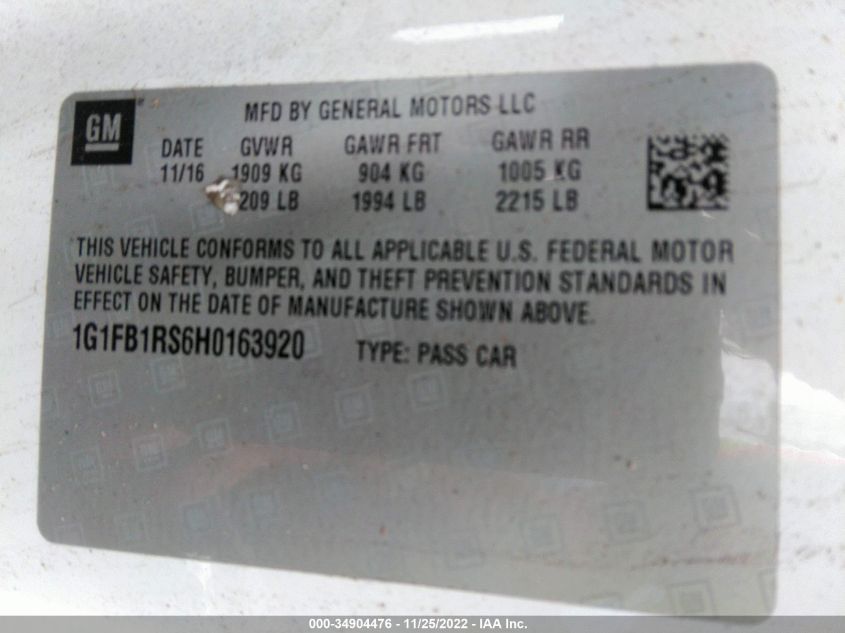 GM
MFD BY GENERAL MOTORS LLC
DATE GVWR GAWR FRT GAWR RR
11/16 1909 KG 904 KG 1005 KG
209 LB 1994 LB 2215 LB
THIS VEHICLE CONFORMS TO ALL APPLICABLE U.S. FEDERAL MOTOR
VEHICLE SAFETY, BUMPER, AND THEFT PREVENTION STANDARDS IN
EFFECT ON THE DATE OF MANUFACTURE SHOWN ABOVE.
1G1FB1RS6H0163920 TYPE: PASS CAR
000-34904476 - 11/25/2022 - IAA Inc.